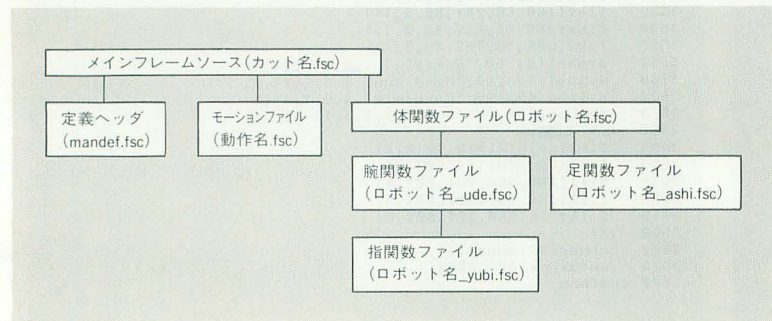 メインフレームソース(カット名.fsc)
定義ヘッダ
(mandef.fsc)
モーションファイル
(動作名.fsc)
体関数ファイル(ロボット名.fsc)
腕関数ファイル
(ロボット名_ude.fsc)
足関数ファイル
(ロボット名_ashi.fsc)
指関数ファイル
(ロボット名_yubi.fsc)